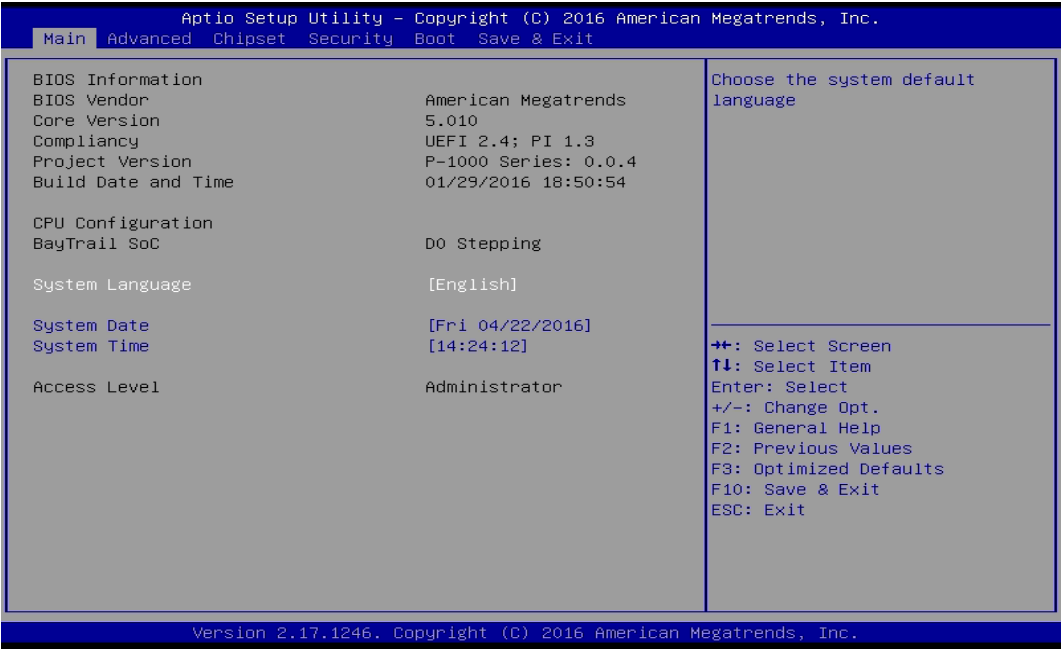 Aptio Setup Utility – Copyright (C) 2016 American Megatrends, Inc.
Main Advanced Chipset Security Boot Save & Exit
BIOS Information
BIOS Vendor American Megatrends
Core Version 5.010
Compliancy UEFI 2.4; PI 1.3
Project Version P-1000 Series: 0.0.4
Build Date and Time 01/29/2016 18:50:54
CPU Configuration
BayTrail SoC D0 Stepping
System Language [English]
System Date [Fri 04/22/2016]
System Time [14:24:12]
Access Level Administrator
Choose the system default
language
→←: Select Screen
↑↓: Select Item
Enter: Select
+/-: Change Opt.
F1: General Help
F2: Previous Values
F3: Optimized Defaults
F10: Save & Exit
ESC: Exit
Version 2.17.1246. Copyright (C) 2016 American Megatrends, Inc.